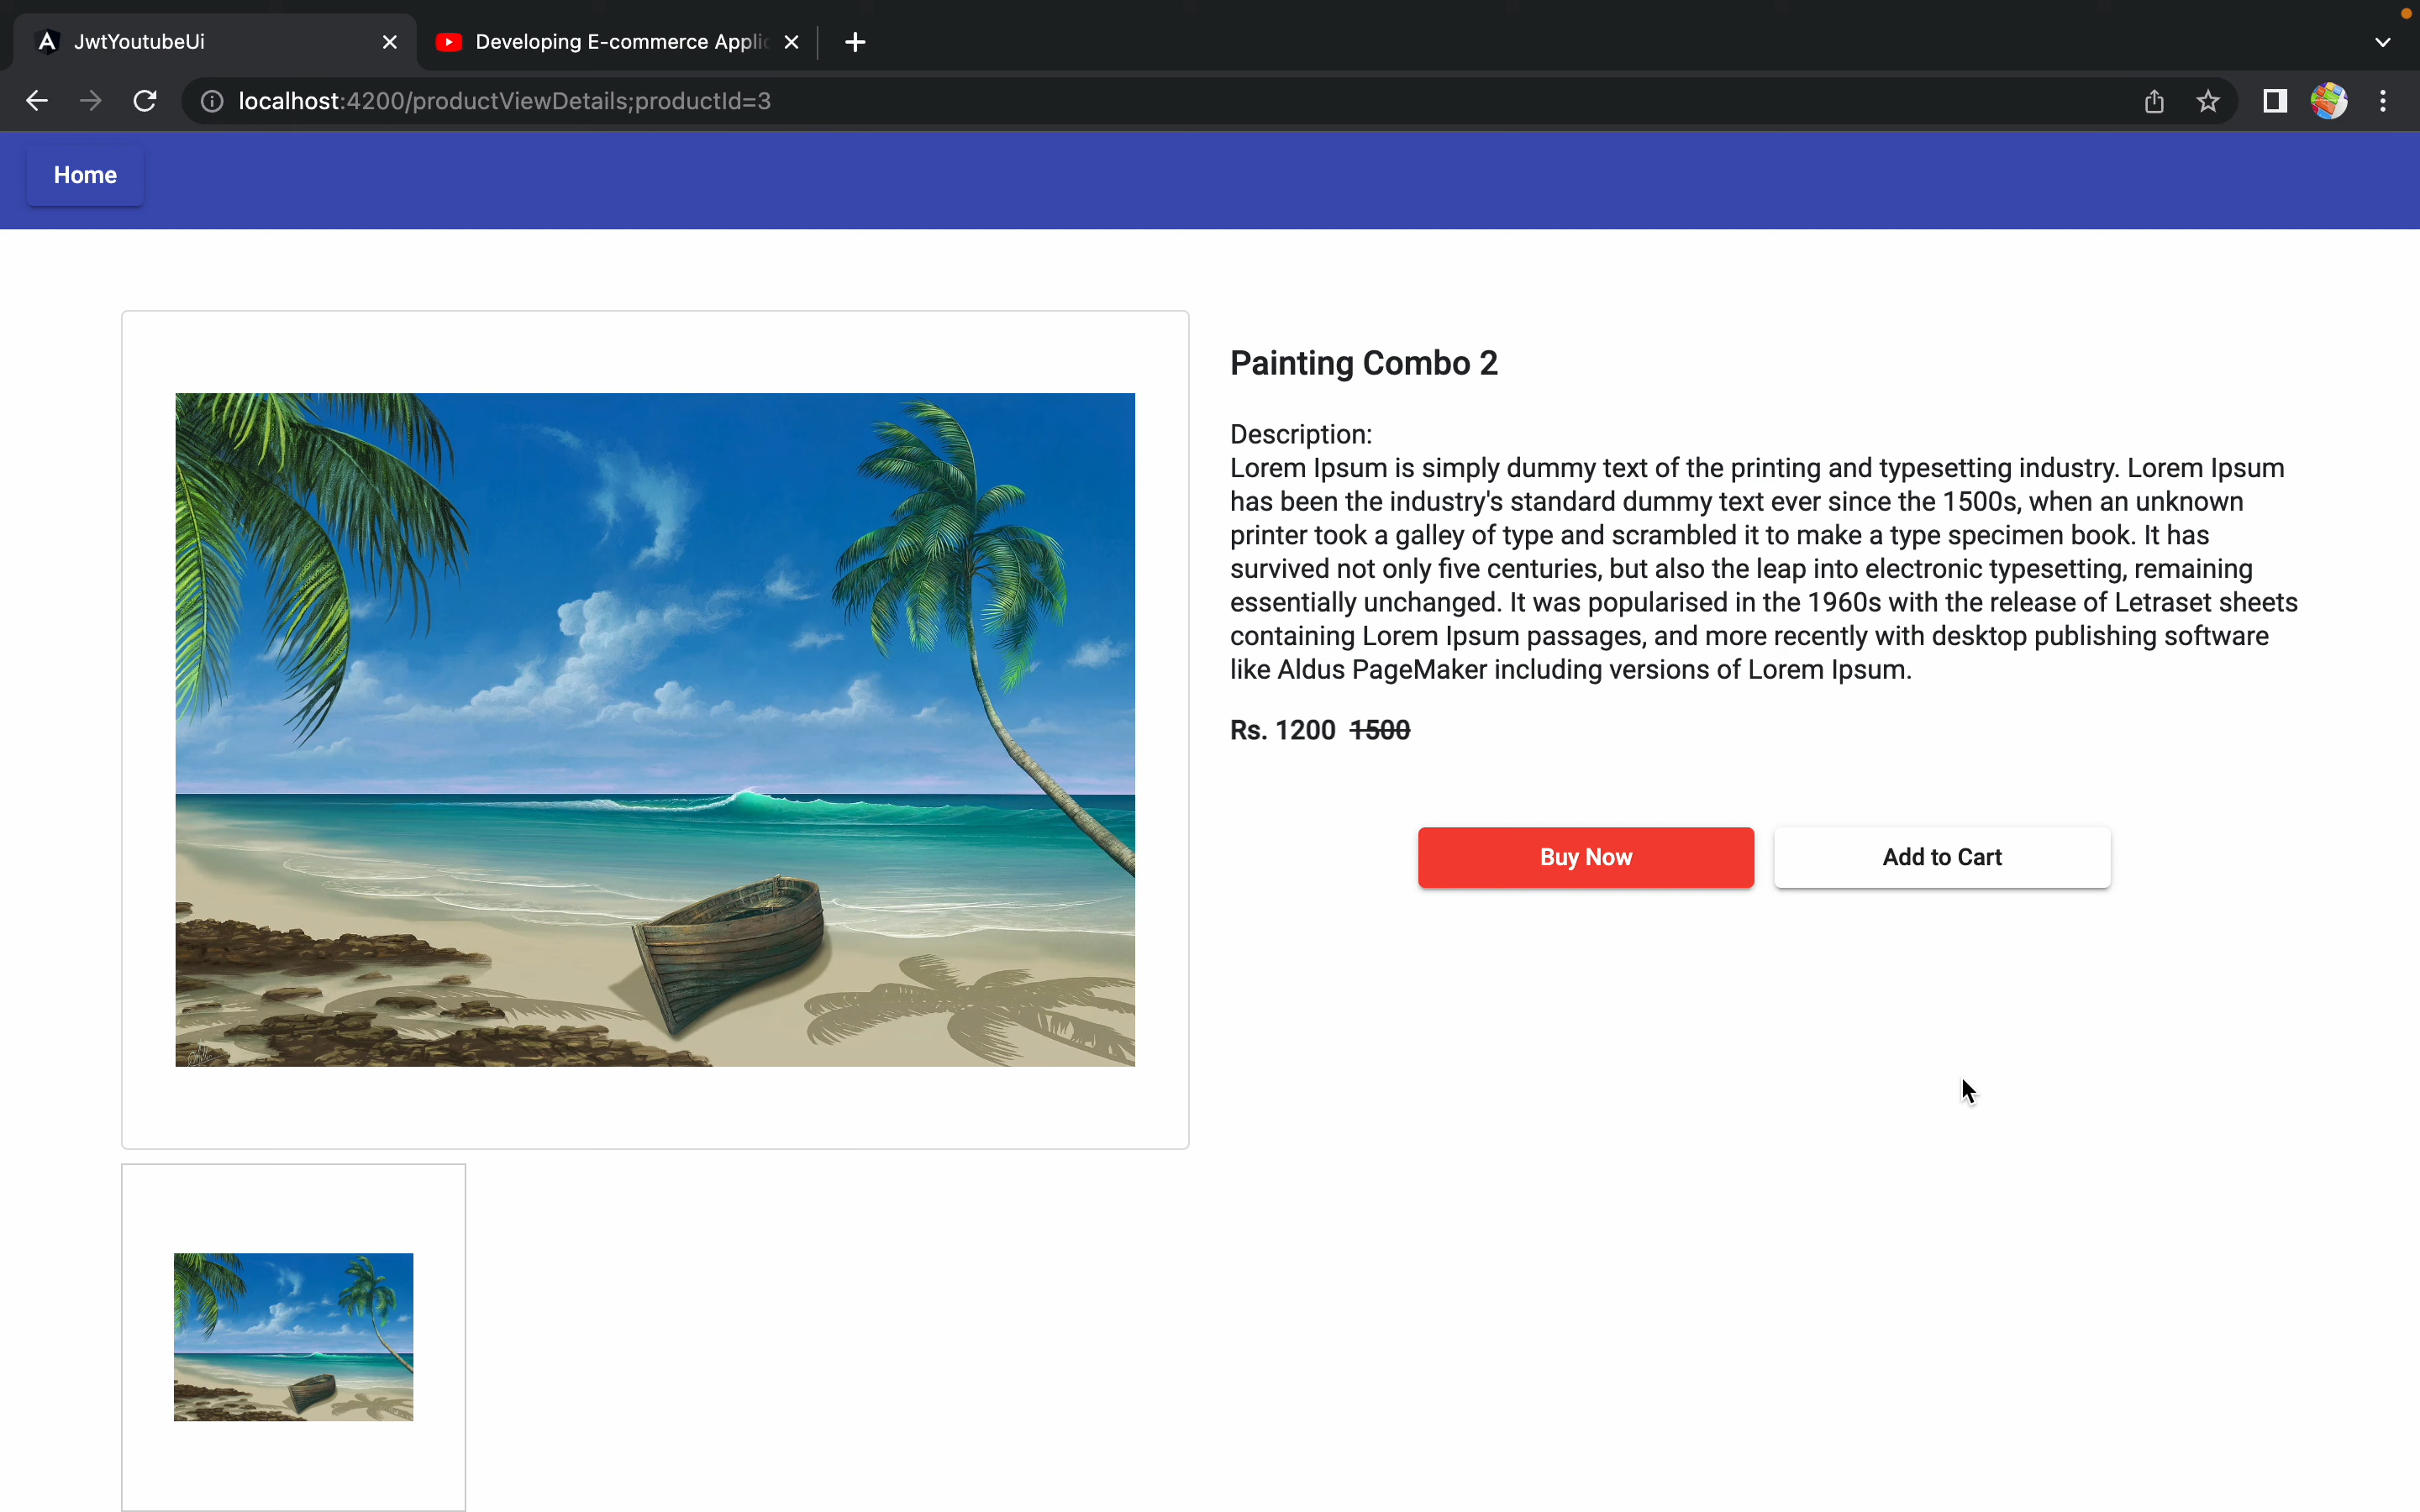 JwtYoutubeUi
Developing E-commerce Applic
localhost:4200/productViewDetails;productId=3
Home
Painting Combo 2
Description:
Lorem Ipsum is simply dummy text of the printing and typesetting industry. Lorem Ipsum
has been the industry's standard dummy text ever since the 1500s, when an unknown
printer took a galley of type and scrambled it to make a type specimen book. It has
survived not only five centuries, but also the leap into electronic typesetting, remaining
essentially unchanged. It was popularised in the 1960s with the release of Letraset sheets
containing Lorem Ipsum passages, and more recently with desktop publishing software
like Aldus PageMaker including versions of Lorem Ipsum.
Rs. 1200 1500
Buy Now
Add to Cart